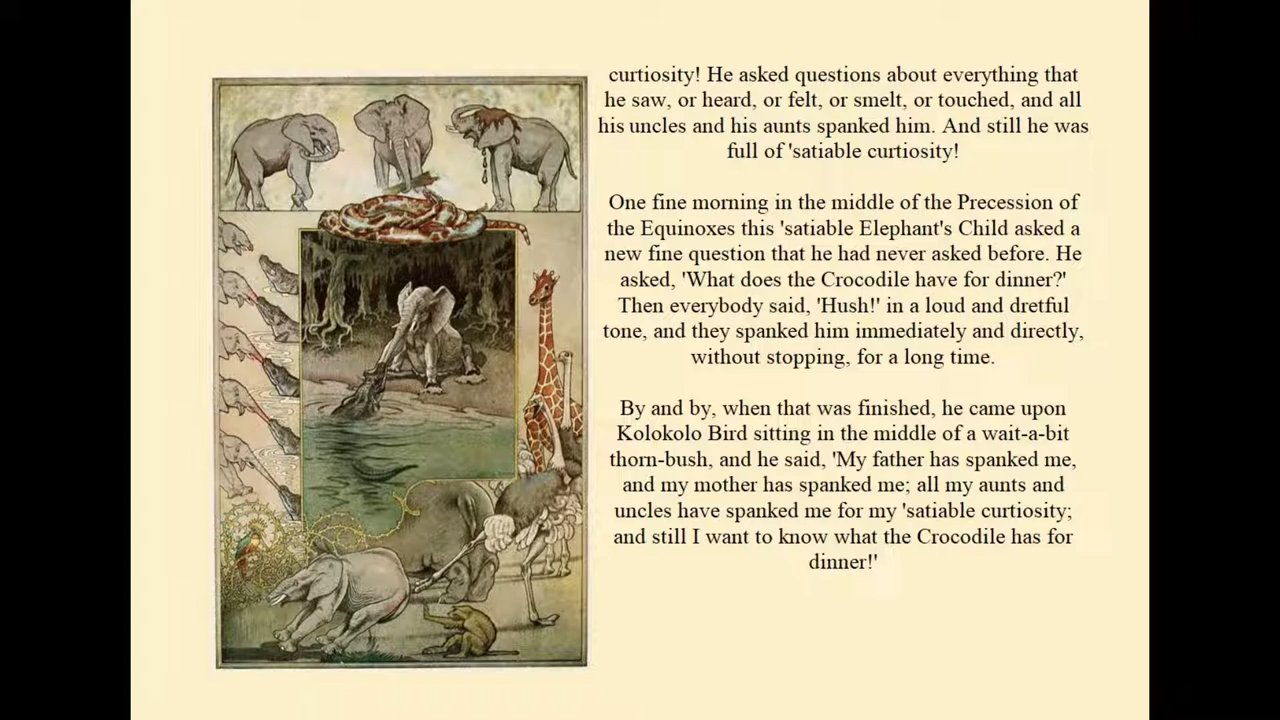 curtiosity! He asked questions about everything that
he saw, or heard, or felt, or smelt, or touched, and all
his uncles and his aunts spanked him. And still he was
full of 'satiable curtiosity!
One fine morning in the middle of the Precession of
the Equinoxes this 'satiable Elephant's Child asked a
new fine question that he had never asked before. He
asked, 'What does the Crocodile have for dinner?'
Then everybody said, 'Hush!' in a loud and dretful
tone, and they spanked him immediately and directly,
without stopping, for a long time.
By and by, when that was finished, he came upon
Kolokolo Bird sitting in the middle of a wait-a-bit
thorn-bush, and he said, 'My father has spanked me,
and my mother has spanked me; all my aunts and
uncles have spanked me for my 'satiable curtiosity;
and still I want to know what the Crocodile has for
dinner!'